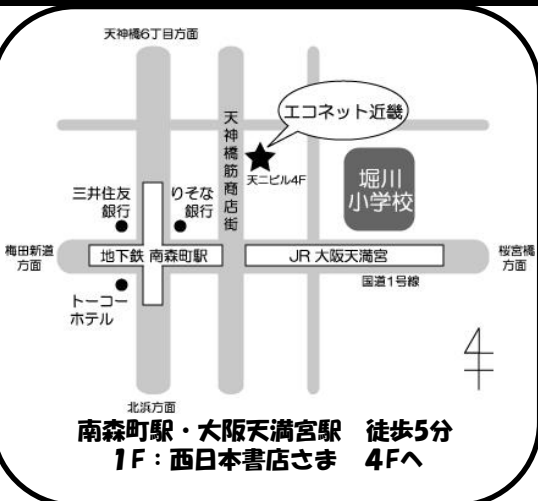 天神橋6丁目方面
エコネット近畿
天神橋筋商店街
天二ビル4F
堀川
小学校
三井住友
銀行
りそな
銀行
梅田新道
方面
地下鉄 南森町駅
JR 大阪天満宮
桜宮橋
方面
国道1号線
トーコー
ホテル
北浜方面
南森町駅・大阪天満宮駅　徒歩5分
1F：西日本書店さま　4Fへ